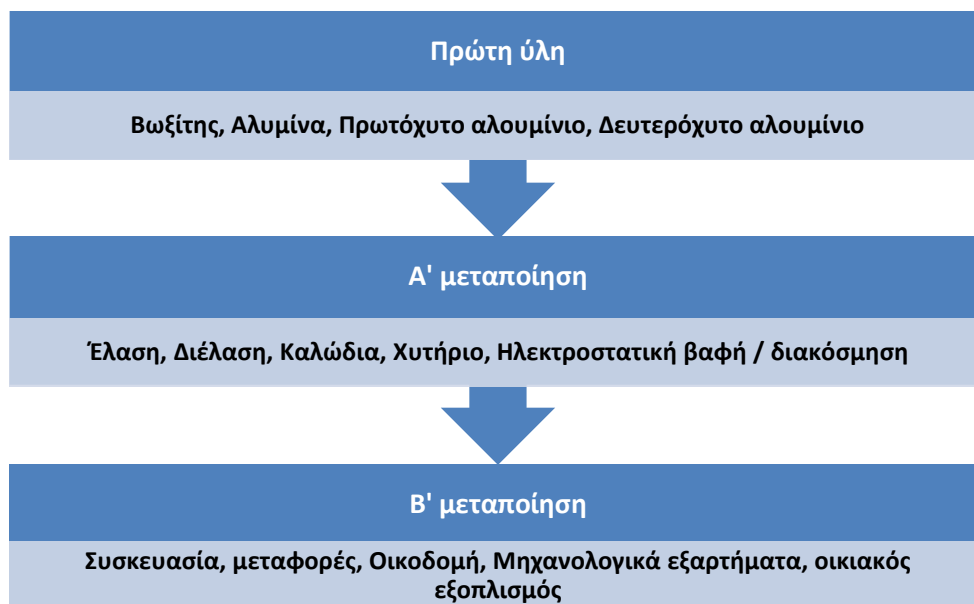 Πρώτη ύλη
Βωξίτης, Αλυμίνα, Πρωτόχυτο αλουμίνιο, Δευτερόχυτο αλουμίνιο
Α' μεταποίηση
Έλαση, Διέλαση, Καλώδια, Χυτήριο, Ηλεκτροστατική βαφή / διακόσμηση
Β' μεταποίηση
Συσκευασία, μεταφορές, Οικοδομή, Μηχανολογικά εξαρτήματα, οικιακός
εξοπλισμός